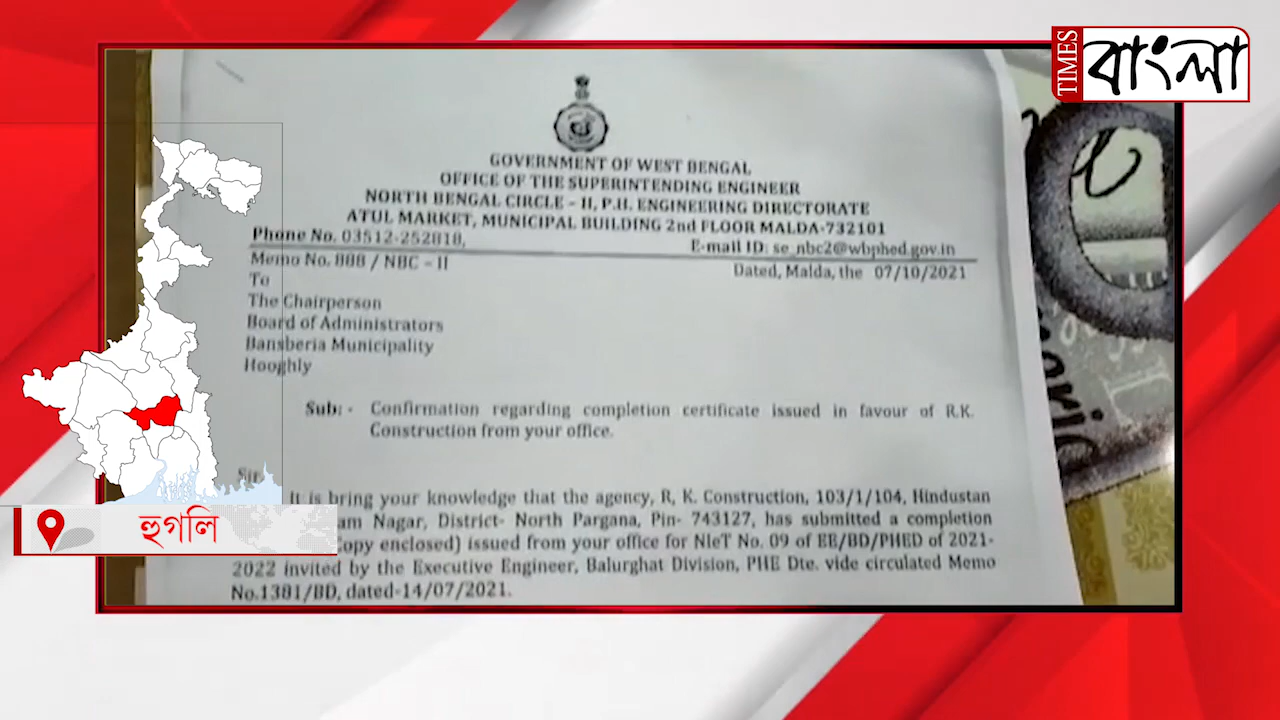 TIMES বাংলা
GOVERNMENT OF WEST BENGAL
OFFICE OF THE SUPERINTENDING ENGINEER
NORTH BENGAL CIRCLE – II, P.H. ENGINEERING DIRECTORATE
ATUL MARKET, MUNICIPAL BUILDING 2nd FLOOR MALDA-732101
Phone No. 03512-252818, E-mail ID: se_nbc2@wbphed.gov.in
Memo No. 888 / NBC – II Dated, Malda, the 07/10/2021
To
The Chairperson
Board of Administrators
Bansberia Municipality
Hooghly
Sub: - Confirmation regarding completion certificate issued in favour of R.K.
Construction from your office.
It is bring your knowledge that the agency, R, K. Construction, 103/1/104, Hindustan
am Nagar, District- North Pargana, Pin- 743127, has submitted a completion
opy enclosed) issued from your office for NIeT No. 09 of EE/BD/PHED of 2021-
2022 invited by the Executive Engineer, Balurghat Division, PHE Dte. vide circulated Memo
No.1381/BD, dated-14/07/2021.
হুগলি